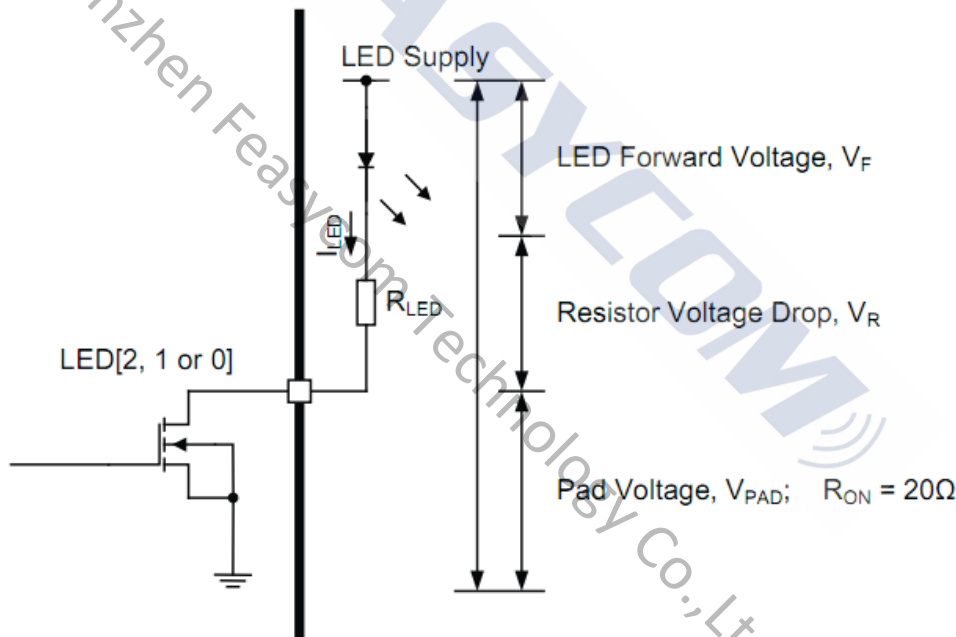 LED Supply
LED Forward Voltage, VF
ILED
RLED
Resistor Voltage Drop, VR
LED[2, 1 or 0]
Pad Voltage, VPAD; RON = 20Ω
nzhen Feasycom Technology Co.,Lt
ASYCOM